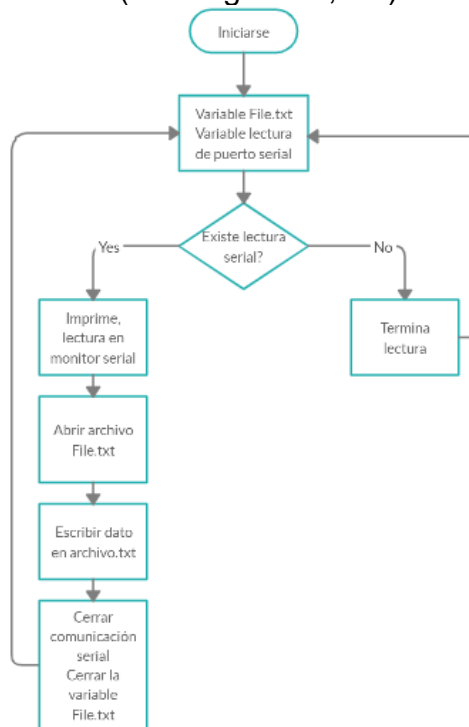 Iniciarse
Variable File.txt
Variable lectura
de puerto serial
Existe lectura
serial?
Yes
No
Imprime,
lectura en
monitor serial
Termina
lectura
Abrir archivo
File.txt
Escribir dato
en archivo.txt
Cerrar
comunicación
serial
Cerrar la
variable
File.txt